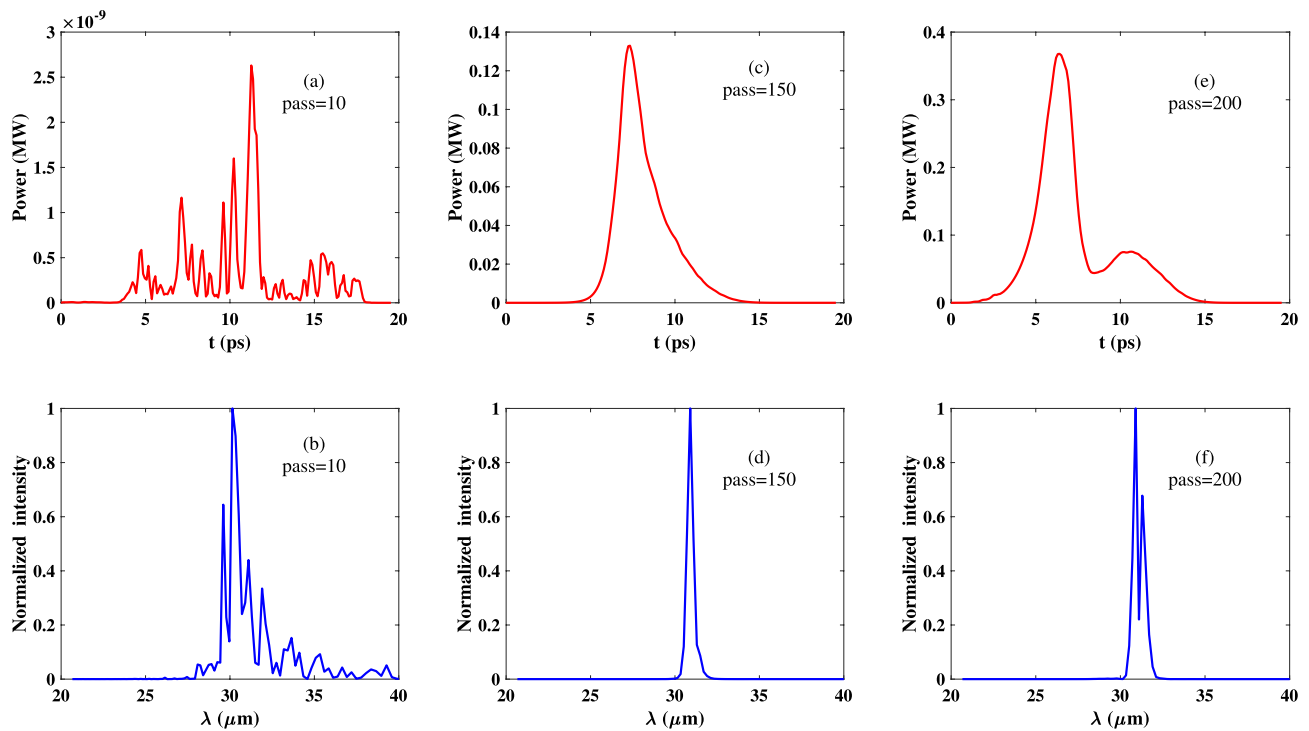 ×10-9
3
2.5
2
1.5
1
0.5
0
Power (MW)
(a)
pass=10
0 5 10 15 20
t (ps)
0.14
0.12
0.1
0.08
0.06
0.04
0.02
0
Power (MW)
(c)
pass=150
0 5 10 15 20
t (ps)
0.4
0.3
0.2
0.1
0
Power (MW)
(e)
pass=200
0 5 10 15 20
t (ps)
1
0.8
0.6
0.4
0.2
0
Normalized intensity
(b)
pass=10
20 25 30 35 40
λ (μm)
1
0.8
0.6
0.4
0.2
0
Normalized intensity
(d)
pass=150
20 25 30 35 40
λ (μm)
1
0.8
0.6
0.4
0.2
0
Normalized intensity
(f)
pass=200
20 25 30 35 40
λ (μm)